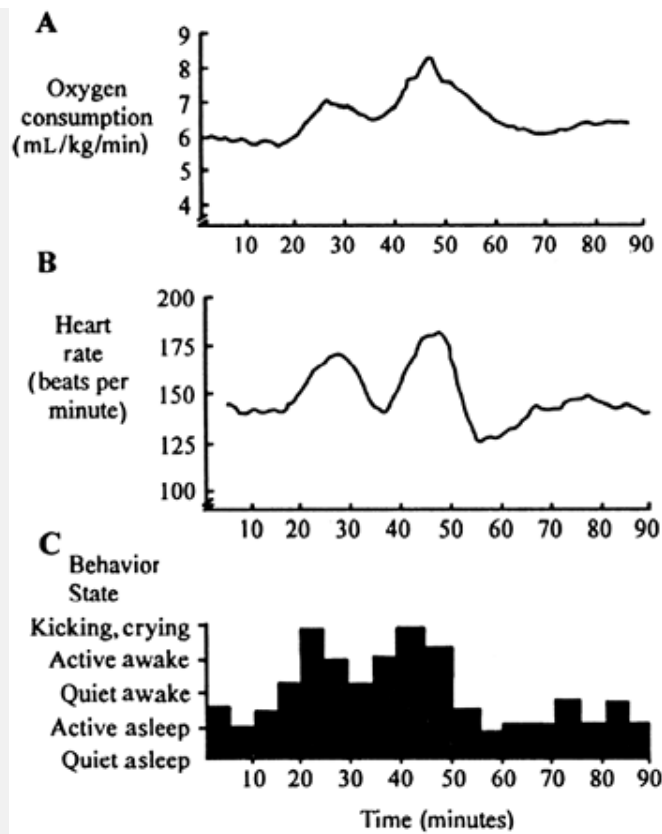 A
Oxygen
consumption
(mL/kg/min)
9
8
7
6
5
4
10 20 30 40 50 60 70 80 90
B
Heart
rate
(beats per
minute)
200
175
150
125
100
10 20 30 40 50 60 70 80 90
C
Behavior
State
Kicking, crying
Active awake
Quiet awake
Active asleep
Quiet asleep
10 20 30 40 50 60 70 80 90
Time (minutes)